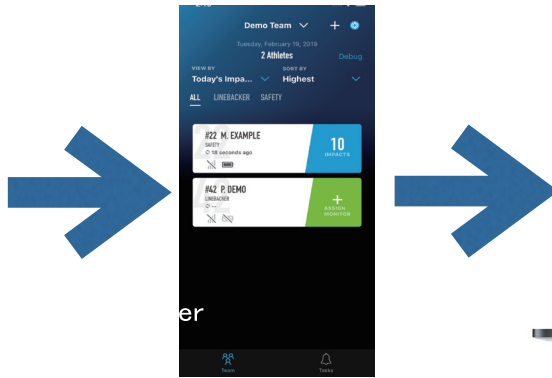 Demo Team
Tuesday, February 19, 2019
2 Athletes
Debug
VIEW BY
SORT BY
Today's Impa...
Highest
ALL LINEBACKER SAFETY
#22 M. EXAMPLE
SAFETY
18 seconds ago
10
IMPACTS
#42 P. DEMO
LINEBACKER
--
+
ASSIGN
MONITOR
er
Team
Tasks